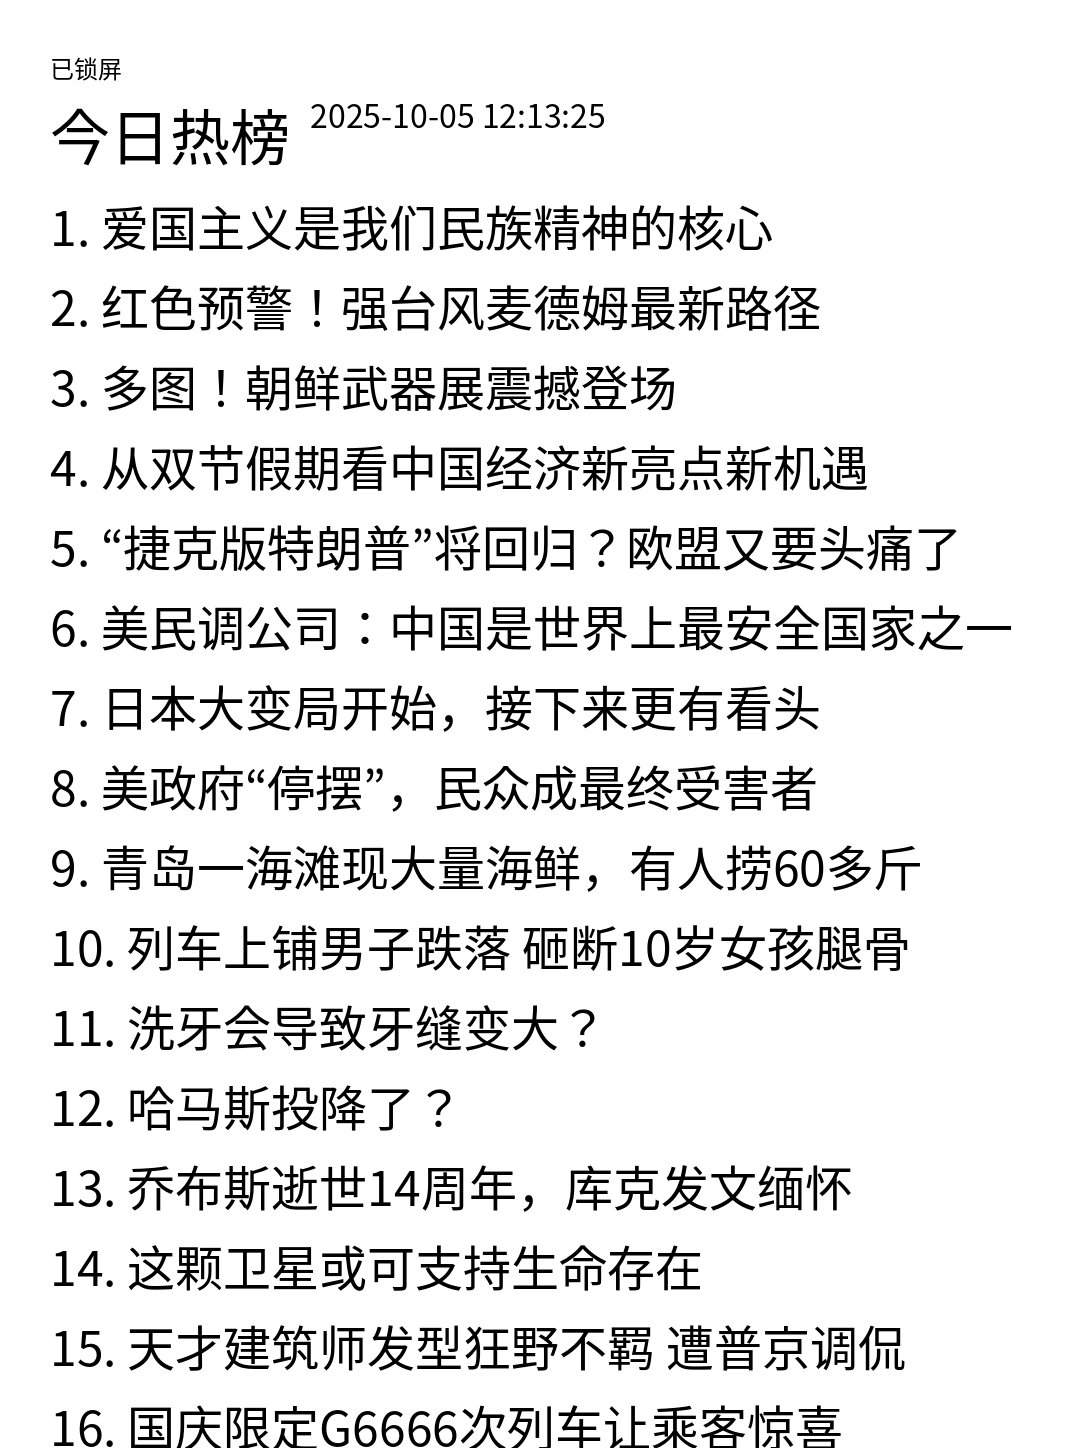 已锁屏
今日热榜 2025-10-05 12:13:25
1. 爱国主义是我们民族精神的核心
2. 红色预警！强台风麦德姆最新路径
3. 多图！朝鲜武器展震撼登场
4. 从双节假期看中国经济新亮点新机遇
5. “捷克版特朗普”将回归？欧盟又要头痛了
6. 美民调公司：中国是世界上最安全国家之一
7. 日本大变局开始，接下来更有看头
8. 美政府“停摆”，民众成最终受害者
9. 青岛一海滩现大量海鲜，有人捞60多斤
10. 列车上铺男子跌落 砸断10岁女孩腿骨
11. 洗牙会导致牙缝变大？
12. 哈马斯投降了？
13. 乔布斯逝世14周年，库克发文缅怀
14. 这颗卫星或可支持生命存在
15. 天才建筑师发型狂野不羁 遭普京调侃
16. 国庆限定G6666次列车让乘客惊喜